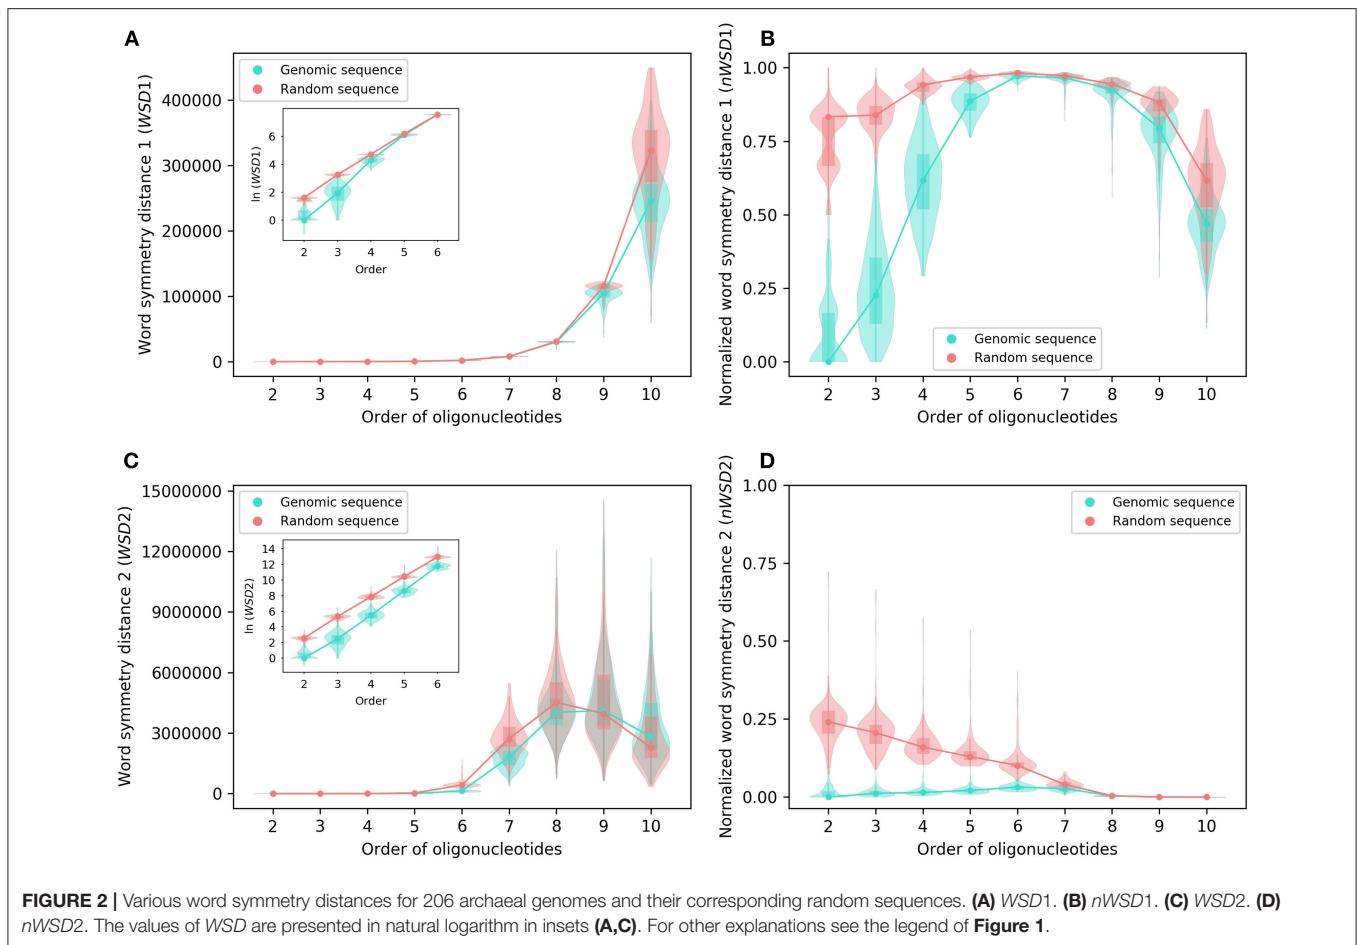 A
Word symmetry distance 1 (WSD1)
Genomic sequence
Random sequence
400000
300000
200000
100000
0
ln (WSD1)
6
4
2
0
2 3 4 5 6
Order
2 3 4 5 6 7 8 9 10
Order of oligonucleotides
B
Normalized word symmetry distance 1 (nWSD1)
1.00
0.75
0.50
0.25
0.00
Genomic sequence
Random sequence
2 3 4 5 6 7 8 9 10
Order of oligonucleotides
C
Word symmetry distance 2 (WSD2)
15000000
12000000
9000000
6000000
3000000
0
Genomic sequence
Random sequence
ln (WSD2)
14
12
10
8
6
4
2
0
2 3 4 5 6
Order
2 3 4 5 6 7 8 9 10
Order of oligonucleotides
D
Normalized word symmetry distance 2 (nWSD2)
1.00
0.75
0.50
0.25
0.00
Genomic sequence
Random sequence
2 3 4 5 6 7 8 9 10
Order of oligonucleotides
FIGURE 2 | Various word symmetry distances for 206 archaeal genomes and their corresponding random sequences. (A) WSD1. (B) nWSD1. (C) WSD2. (D)
nWSD2. The values of WSD are presented in natural logarithm in insets (A,C). For other explanations see the legend of Figure 1.